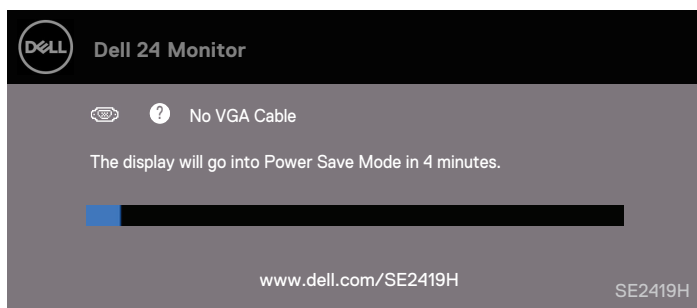 DELL
Dell 24 Monitor
? No VGA Cable
The display will go into Power Save Mode in 4 minutes.
www.dell.com/SE2419H
SE2419H